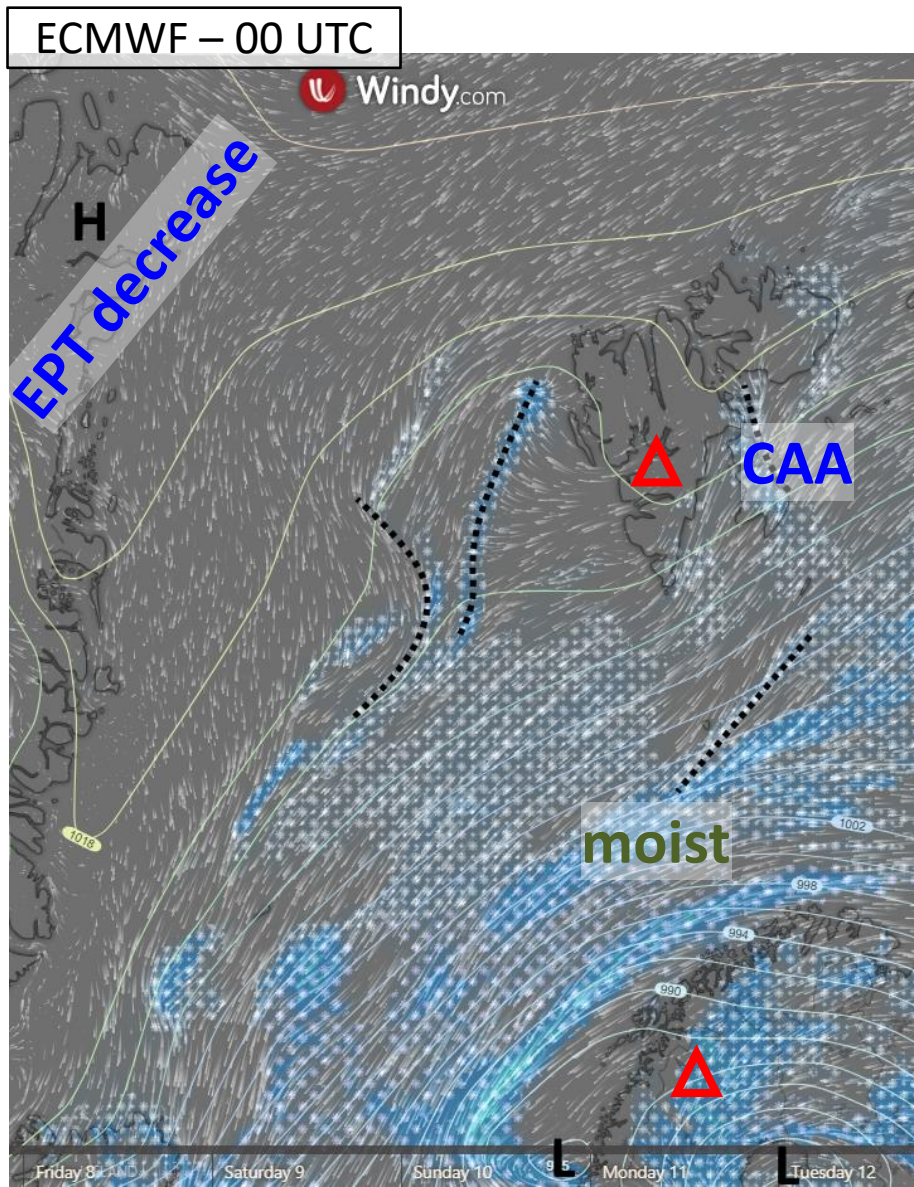 ECMWF – 00 UTC
Windy.com
H
EPT decrease
CAA
1018
moist
1002
998
994
990
L
L
Friday 8
Saturday 9
Sunday 10
Monday 11
Tuesday 12